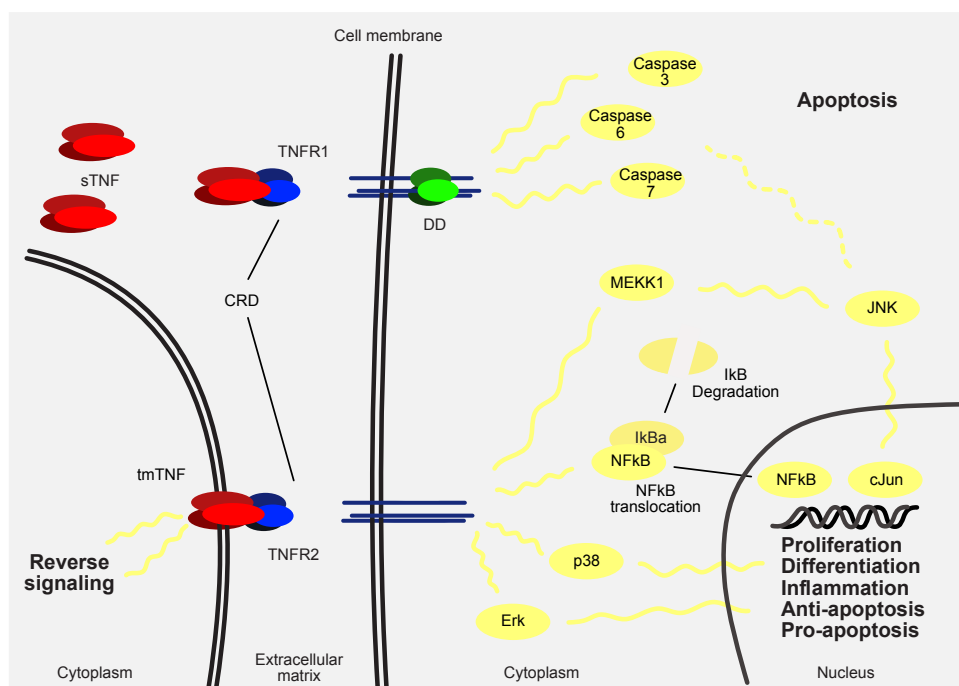 Cell membrane
Caspase
3
Apoptosis
Caspase
6
TNFR1
sTNF
Caspase
7
DD
MEKK1
CRD
JNK
IkB
Degradation
IkBa
NFkB
tmTNF
NFkB
translocation
NFkB
cJun
TNFR2
Reverse
signaling
p38
Proliferation
Differentiation
Inflammation
Anti-apoptosis
Pro-apoptosis
Erk
Cytoplasm
Extracellular
matrix
Cytoplasm
Nucleus